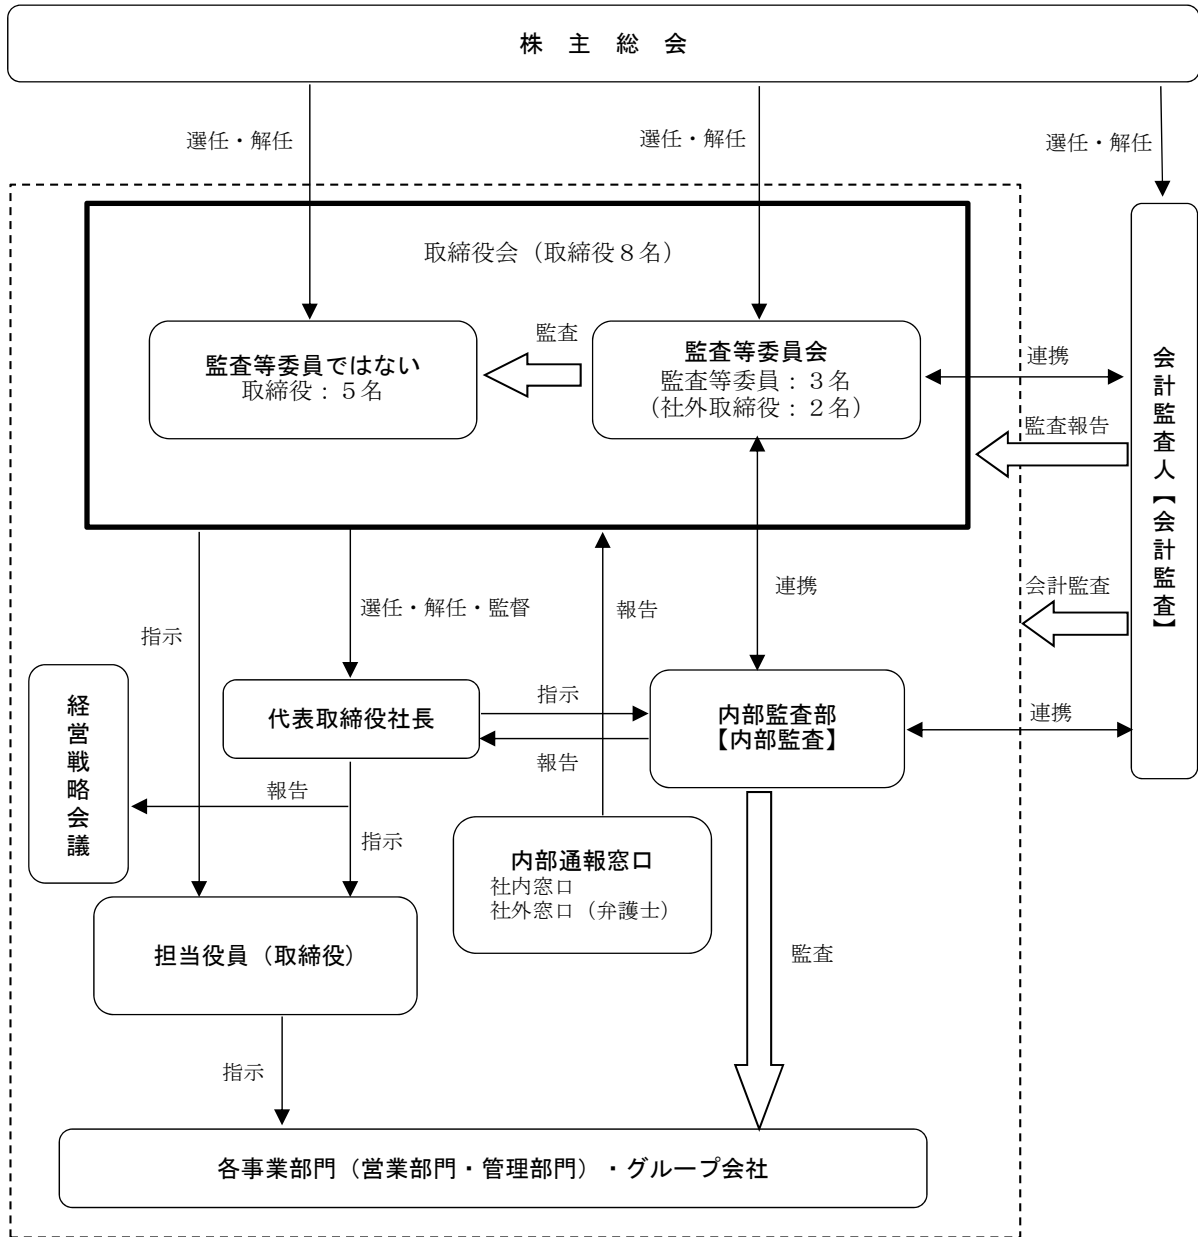 株　主　総　会
選任・解任
選任・解任
選任・解任
取締役会（取締役８名）
監査等委員ではない
取締役：５名
監査
監査等委員会
監査等委員：３名
（社外取締役：２名）
連携
監査報告
会計監査
連携
会計監査人【会計監査】
指示
選任・解任・監督
報告
連携
経営戦略会議
代表取締役社長
指示
報告
内部監査部
【内部監査】
報告
指示
内部通報窓口
社内窓口
社外窓口（弁護士）
監査
担当役員（取締役）
指示
各事業部門（営業部門・管理部門）・グループ会社